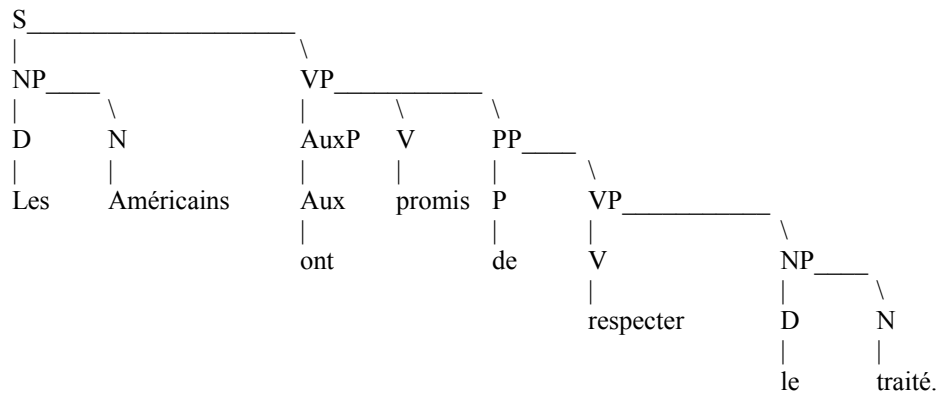 S
NP VP
D N AuxP V PP
Les Américains Aux promis P VP
ont de V NP
respecter D N
le traité.